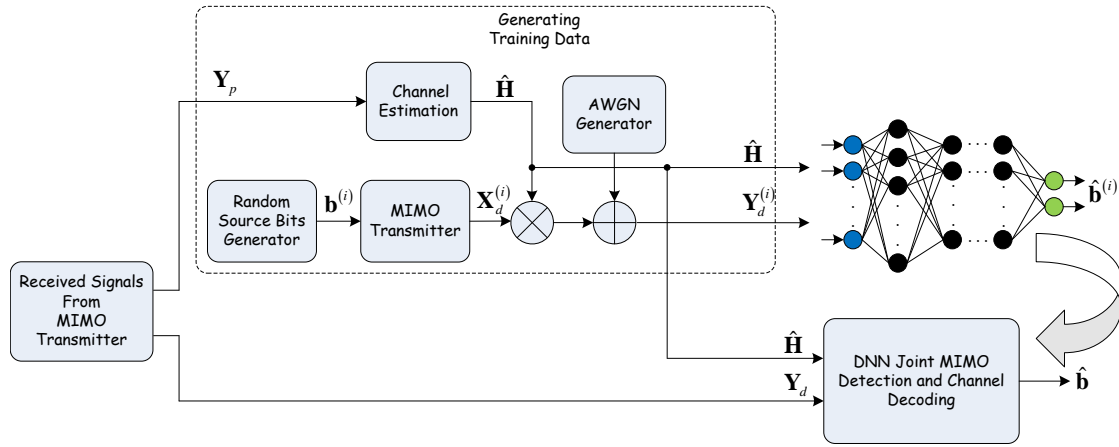 Generating
Training Data
Y_p
Channel
Estimation
Ĥ
AWGN
Generator
Ĥ
Random
Source Bits
Generator
b^(i)
MIMO
Transmitter
X_d^(i)
Y_d^(i)
b̂^(i)
Received Signals
From
MIMO
Transmitter
Ĥ
Y_d
DNN Joint MIMO
Detection and Channel
Decoding
b̂